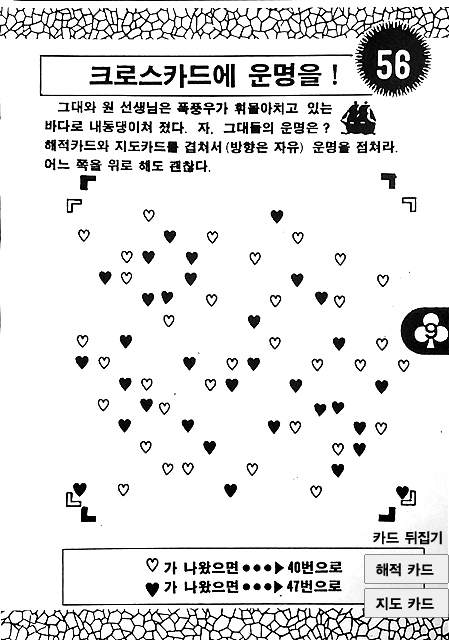 56
크로스카드에 운명을 !
그대와 원 선생님은 폭풍우가 휘몰아치고 있는
바다로 내동댕이쳐 졌다. 자, 그대들의 운명은 ?
해적카드와 지도카드를 겹쳐서 (방향은 자유) 운명을 점쳐라.
어느 쪽을 위로 해도 괜찮다.
9
카드 뒤집기
♡가 나왔으면 ●●●▶ 40번으로
♥가 나왔으면 ●●●▶ 47번으로
해적 카드
지도 카드